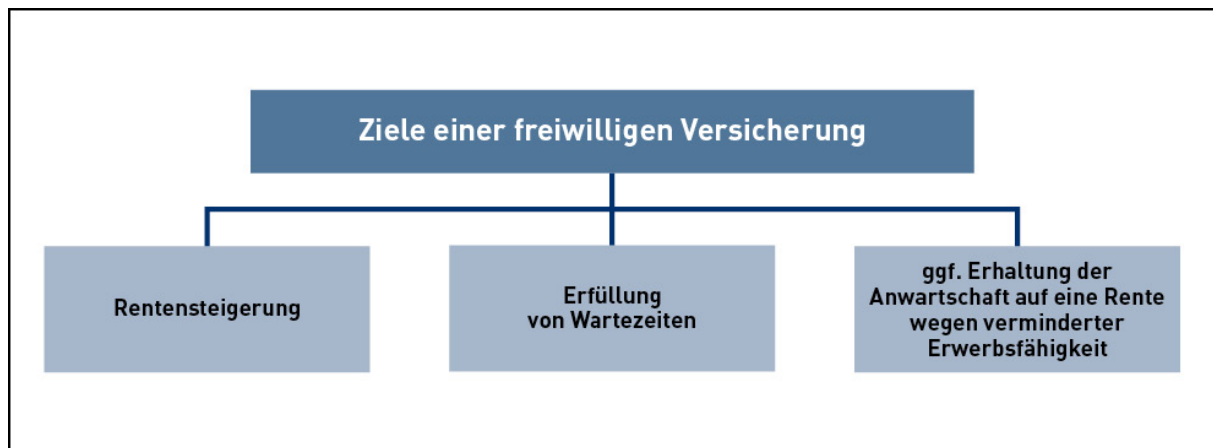 Ziele einer freiwilligen Versicherung
Rentensteigerung
Erfüllung
von Wartezeiten
ggf. Erhaltung der
Anwartschaft auf eine Rente
wegen verminderter
Erwerbsfähigkeit